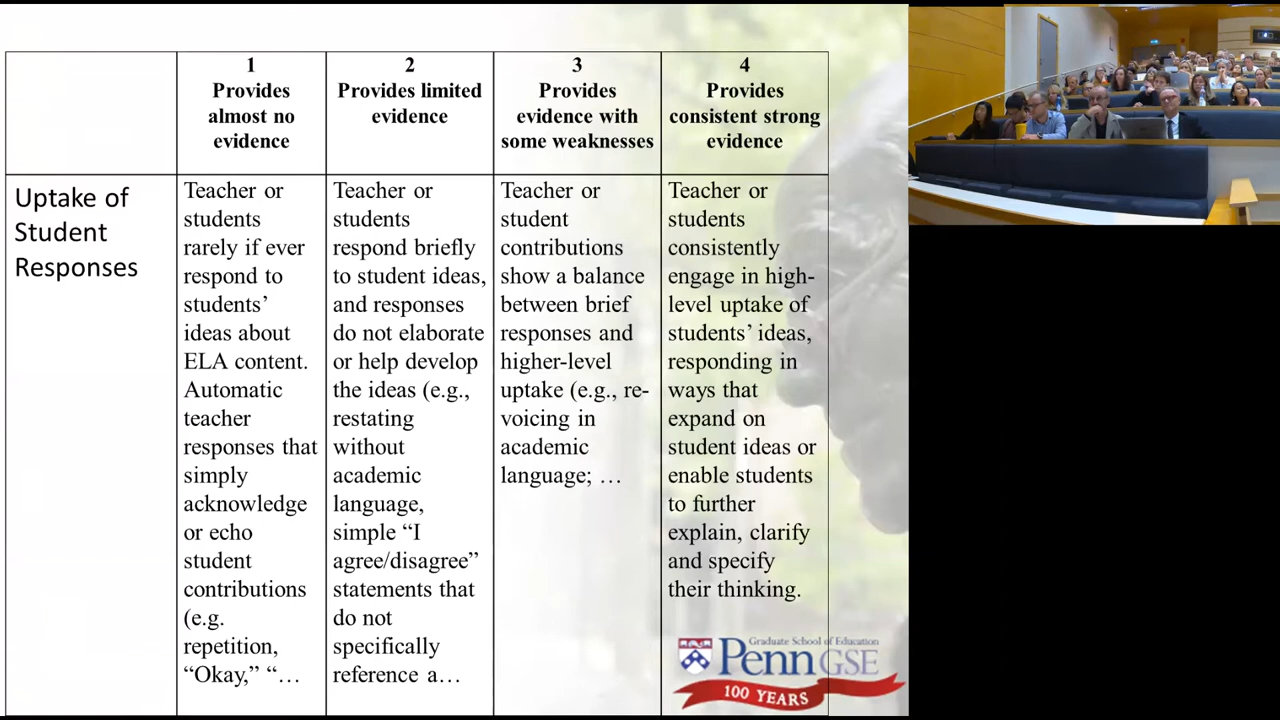 1
Provides
almost no
evidence
2
Provides limited
evidence
3
Provides
evidence with
some weaknesses
4
Provides
consistent strong
evidence
Uptake of
Student
Responses
Teacher or
students
rarely if ever
respond to
students’
ideas about
ELA content.
Automatic
teacher
responses that
simply
acknowledge
or echo
student
contributions
(e.g.
repetition,
“Okay,” “…
Teacher or
students
respond briefly
to student ideas,
and responses
do not elaborate
or help develop
the ideas (e.g.,
restating
without
academic
language,
simple “I
agree/disagree”
statements that
do not
specifically
reference a…
Teacher or
student
contributions
show a balance
between brief
responses and
higher-level
uptake (e.g., re-
voicing in
academic
language; …
Teacher or
students
consistently
engage in high-
level uptake of
students’ ideas,
responding in
ways that
expand on
student ideas or
enable students
to further
explain, clarify
and specify
their thinking.
Graduate School of Education
Penn GSE
100 YEARS